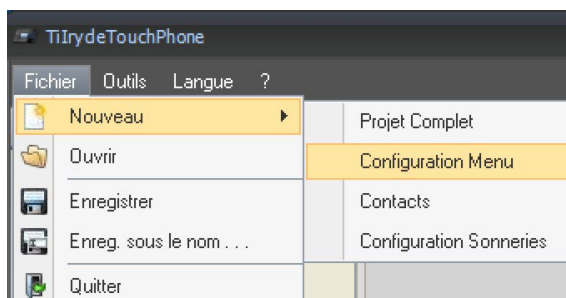 TiIrydeTouchPhone
Fichier Outils Langue ?
Nouveau
Ouvrir
Enregistrer
Enreg. sous le nom . . .
Quitter
Projet Complet
Configuration Menu
Contacts
Configuration Sonneries